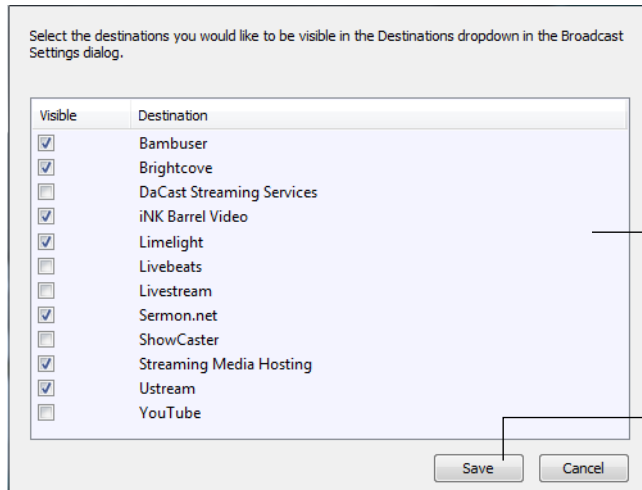 Select the destinations you would like to be visible in the Destinations dropdown in the Broadcast
Settings dialog.
Visible Destination
Bambuser
Brightcove
DaCast Streaming Services
iNK Barrel Video
Limelight
Livebeats
Livestream
Sermon.net
ShowCaster
Streaming Media Hosting
Ustream
YouTube
Save Cancel